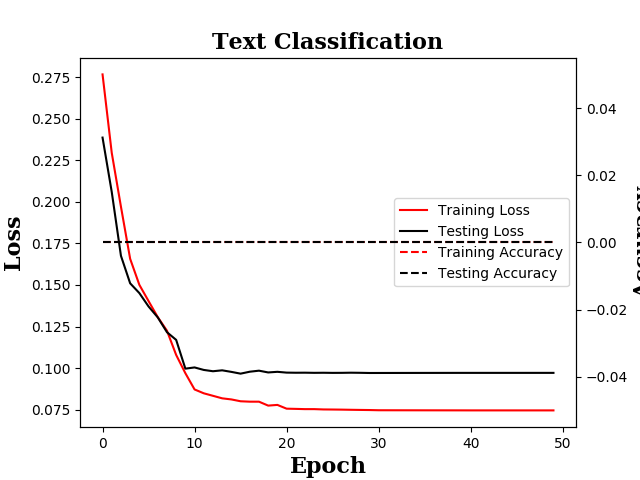 Text Classification
Loss
0.275
0.250
0.225
0.200
0.175
0.150
0.125
0.100
0.075
0.04
0.02
0.00
−0.02
−0.04
Training Loss
Testing Loss
Training Accuracy
Testing Accuracy
0
10
20
30
40
50
Epoch